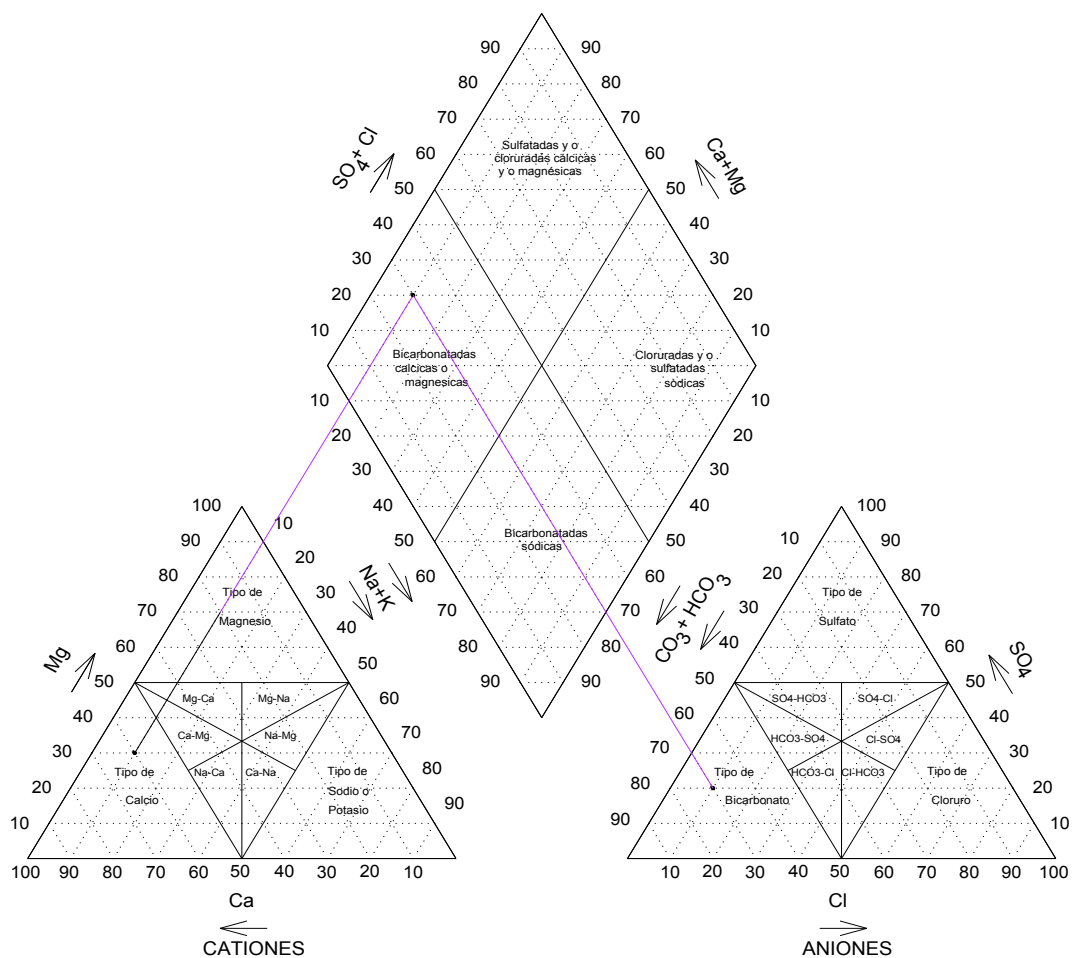 90 90
80 80
70 70
SO4+ Cl 60 60 Ca+Mg
Sulfatadas y o
cloruradas cálcicas
y o magnésicas
50 50
40 40
30 30
20 20
10 10
Bicarbonatadas
calcicas o
magnesicas
Cloruradas y o
sulfatadas
sódicas
10 10
20 20
30 30
40 40
50 50
Bicarbonatadas
sódicas
Na+K 60 60 CO3 + HCO3
70 70
80 80
90 90
100
90 10
80 20
70 30
60 40
50 50
40 60
30 70
20 80
10 90
Mg
Tipo de
Magnesio
Mg-Ca Mg-Na
Ca-Mg Na-Mg
Na-Ca Ca-Na
Tipo de
Calcio
Tipo de
Sodio o
Potasio
100 90 80 70 60 50 40 30 20 10
Ca
CATIONES
100
10 90
20 80
30 70
40 60
50 50
60 40
70 30
80 20
90 10
SO4
Tipo de
Sulfato
SO4-HCO3 SO4-Cl
HCO3-SO4 Cl-SO4
HCO3-Cl Cl-HCO3
Tipo de
Bicarbonato
Tipo de
Cloruro
10 20 30 40 50 60 70 80 90 100
Cl
ANIONES